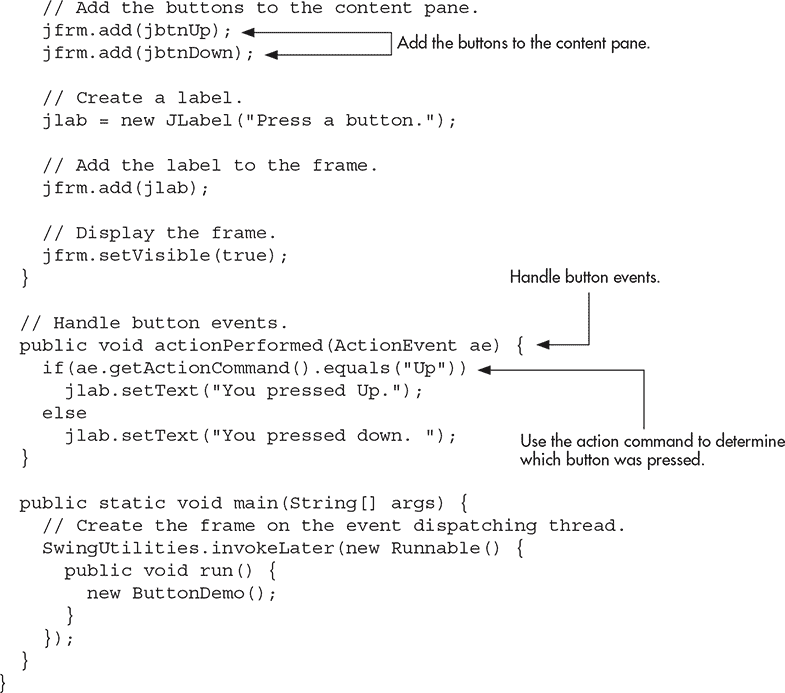 // Add the buttons to the content pane.
jfrm.add(jbtnUp);
jfrm.add(jbtnDown);
Add the buttons to the content pane.
// Create a label.
jlab = new JLabel("Press a button.");
// Add the label to the frame.
jfrm.add(jlab);
// Display the frame.
jfrm.setVisible(true);
}
Handle button events.
// Handle button events.
public void actionPerformed(ActionEvent ae) {
if(ae.getActionCommand().equals("Up"))
jlab.setText("You pressed Up.");
else
jlab.setText("You pressed down. ");
}
Use the action command to determine
which button was pressed.
public static void main(String[] args) {
// Create the frame on the event dispatching thread.
SwingUtilities.invokeLater(new Runnable() {
public void run() {
new ButtonDemo();
}
});
}
}